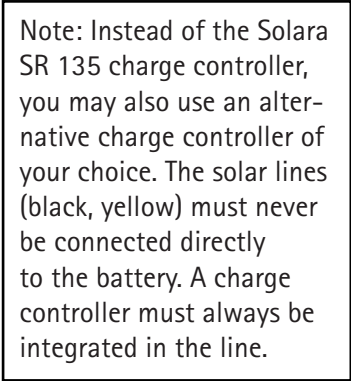 Note: Instead of the Solara
SR 135 charge controller,
you may also use an alter-
native charge controller of
your choice. The solar lines
(black, yellow) must never
be connected directly
to the battery. A charge
controller must always be
integrated in the line.